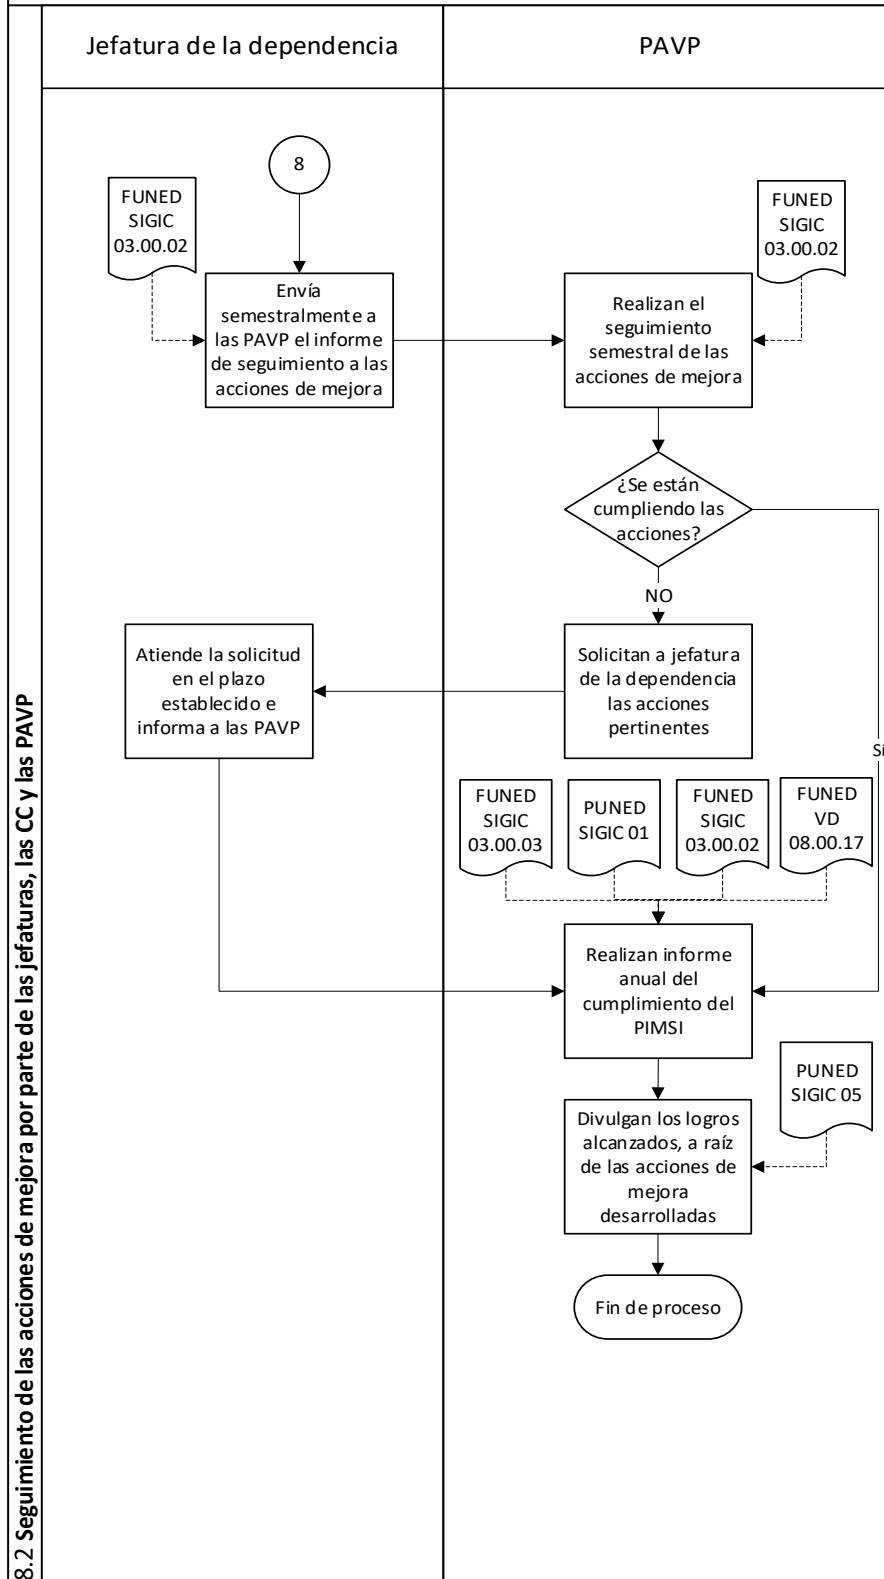 Jefatura de la dependencia
PAVP
8.2 Seguimiento de las acciones de mejora por parte de las jefaturas, las CC y las PAVP
8
FUNED
SIGIC
03.00.02
Envía
semestralmente a
las PAVP el informe
de seguimiento a las
acciones de mejora
Realizan el
seguimiento
semestral de las
acciones de mejora
FUNED
SIGIC
03.00.02
¿Se están
cumpliendo las
acciones?
NO
Sí
Solicitan a jefatura
de la dependencia
las acciones
pertinentes
Atiende la solicitud
en el plazo
establecido e
informa a las PAVP
FUNED
SIGIC
03.00.03
PUNED
SIGIC 01
FUNED
SIGIC
03.00.02
FUNED
VD
08.00.17
Realizan informe
anual del
cumplimiento del
PIMSI
PUNED
SIGIC 05
Divulgan los logros
alcanzados, a raíz
de las acciones de
mejora
desarrolladas
Fin de proceso